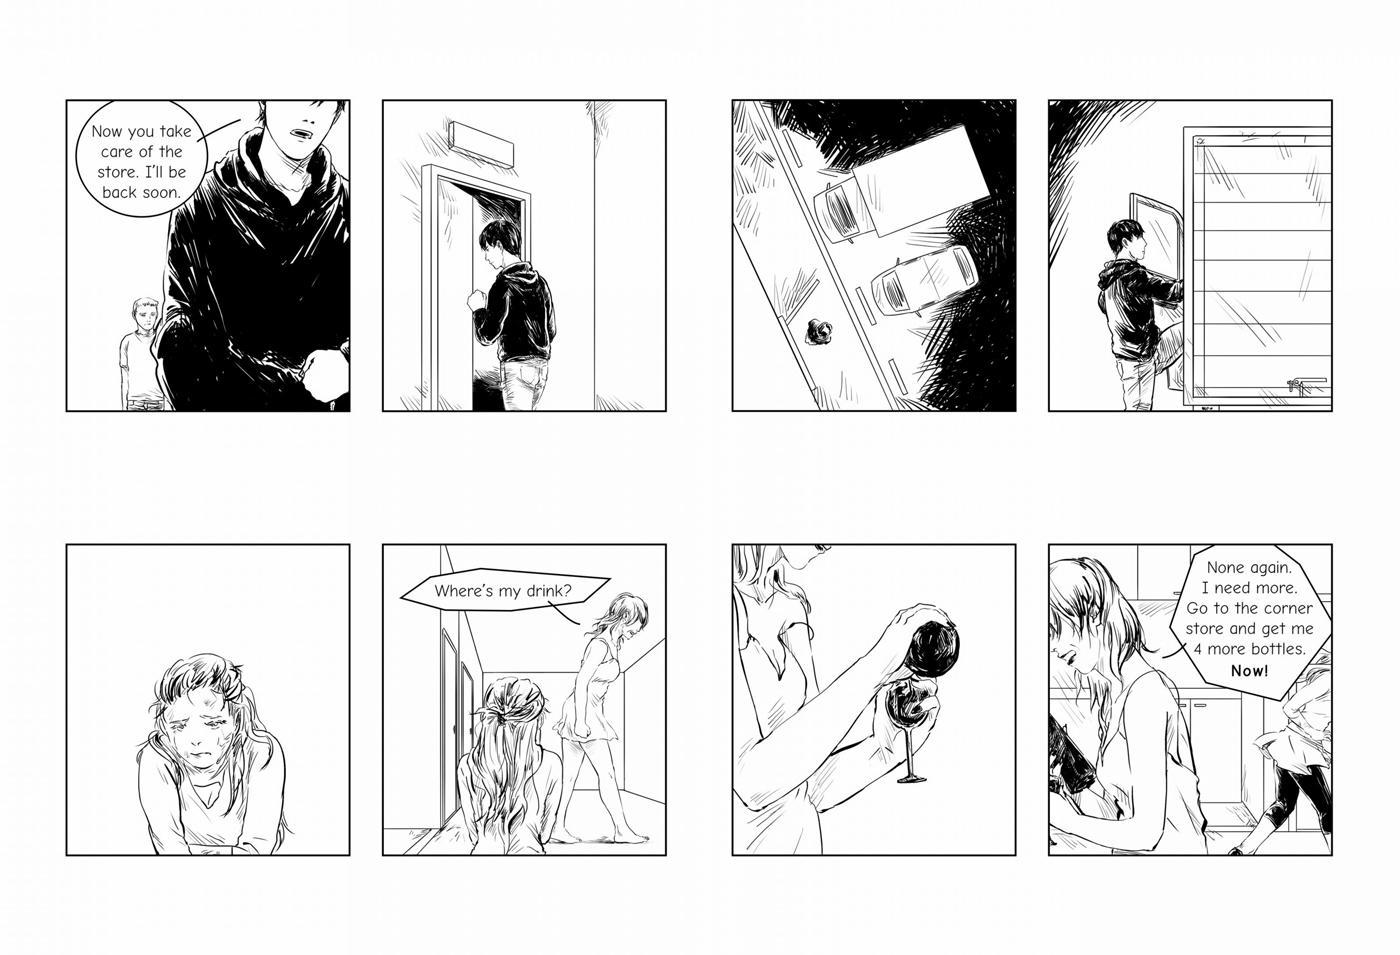 Now you take
care of the
store. I'll be
back soon.
Where's my drink?
None again.
I need more.
Go to the corner
store and get me
4 more bottles.
Now!